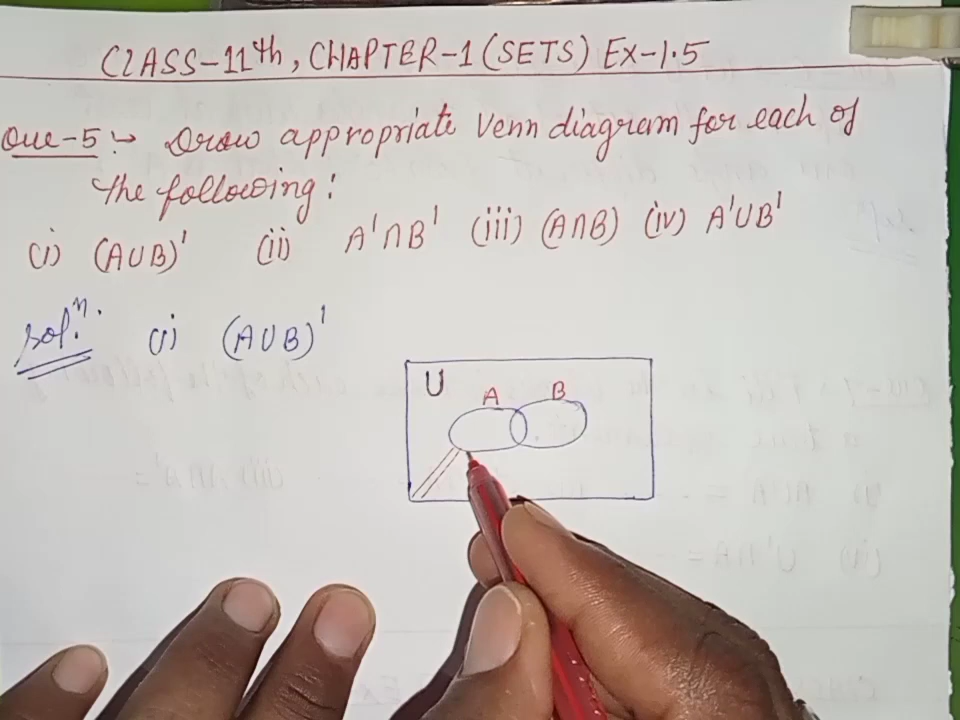 CLASS-11th, CHAPTER-1 (SETS) Ex-1.5
Que-5:- Draw appropriate Venn diagram for each of
the following:
(i) (A∪B)' (ii) A'∩B' (iii) (A∩B) (iv) A'∪B'
Solⁿ. (i) (A∪B)'
U A B